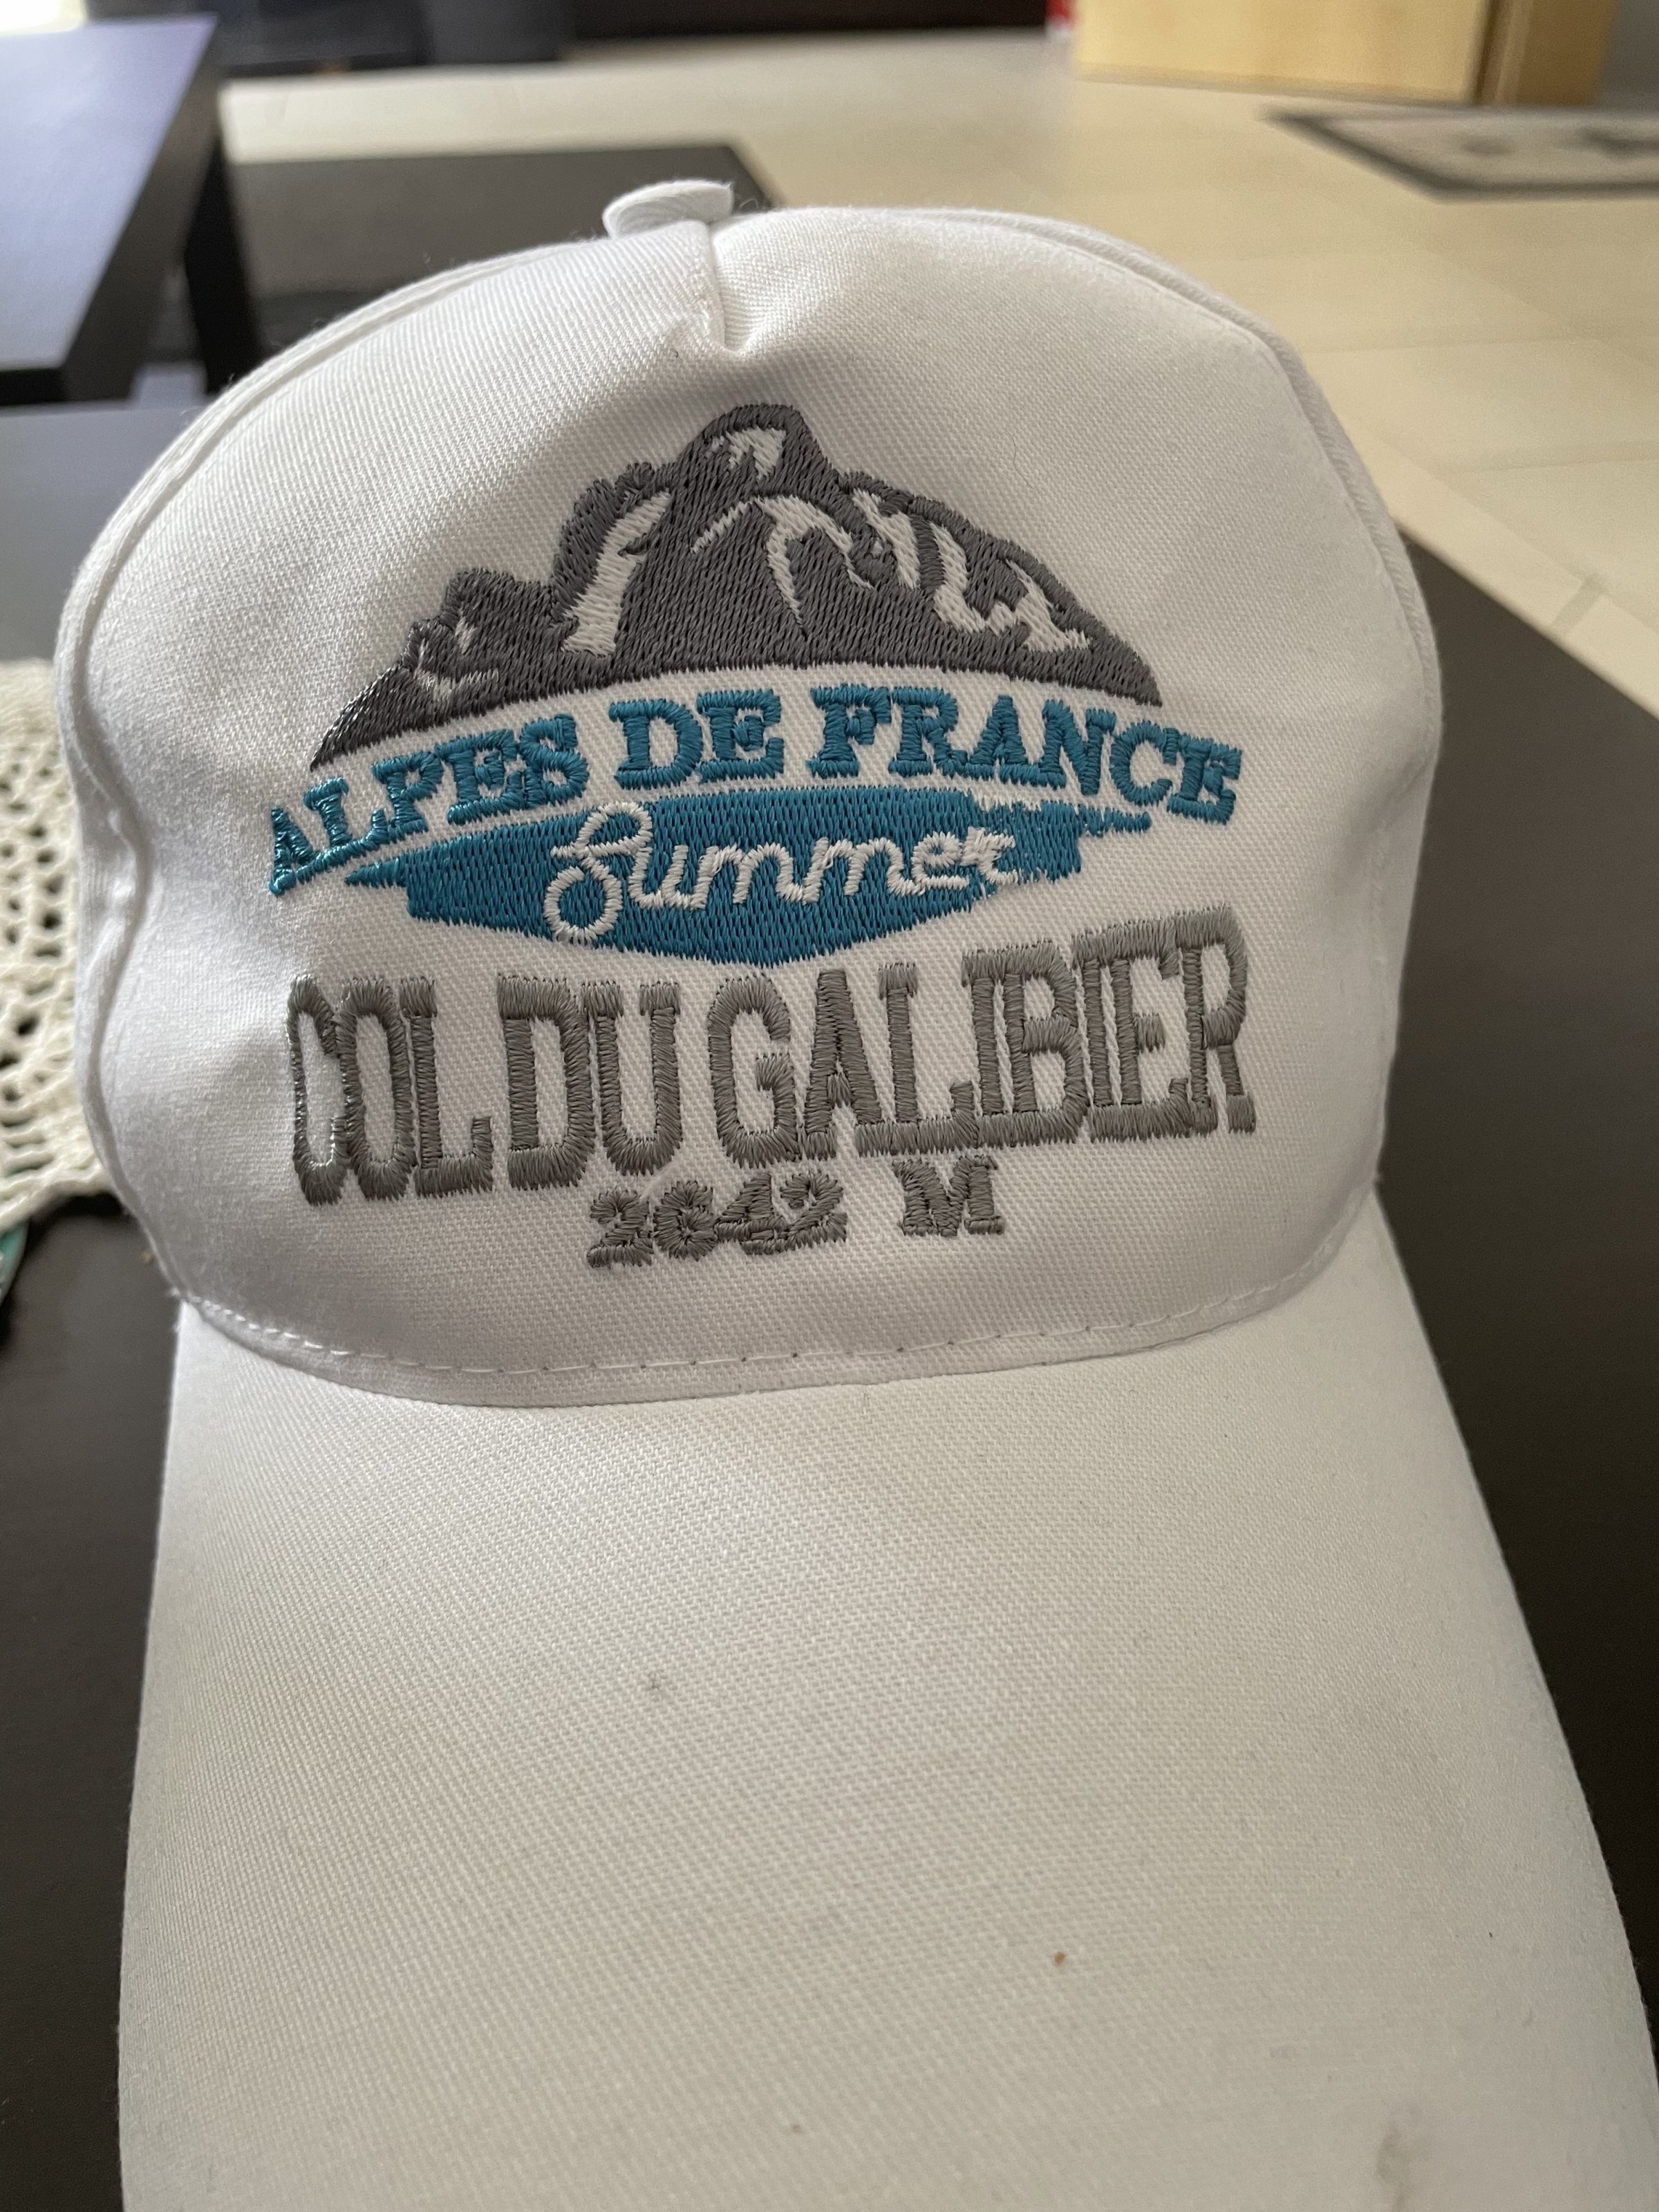 ALPES DE FRANCE
Summer
COL DU GALIBIER
2642 M